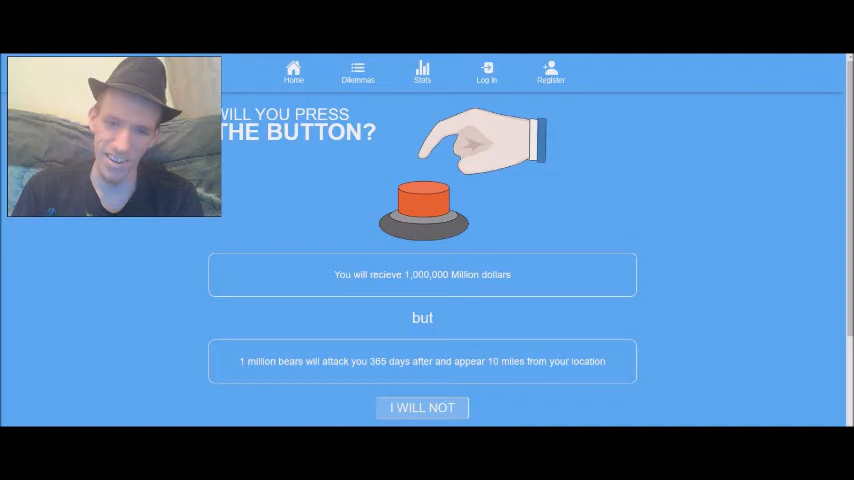 Home
Dilemmas
Stats
Log In
Register
WILL YOU PRESS
THE BUTTON?
You will recieve 1,000,000 Million dollars
but
1 million bears will attack you 365 days after and appear 10 miles from your location
I WILL NOT